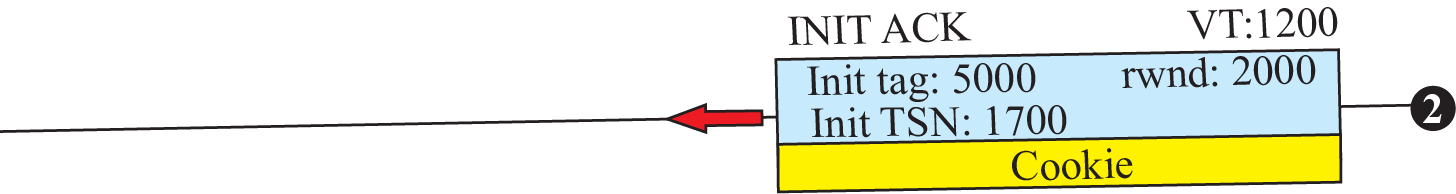 INIT ACK VT:1200
Init tag: 5000 rwnd: 2000
Init TSN: 1700
2
Cookie